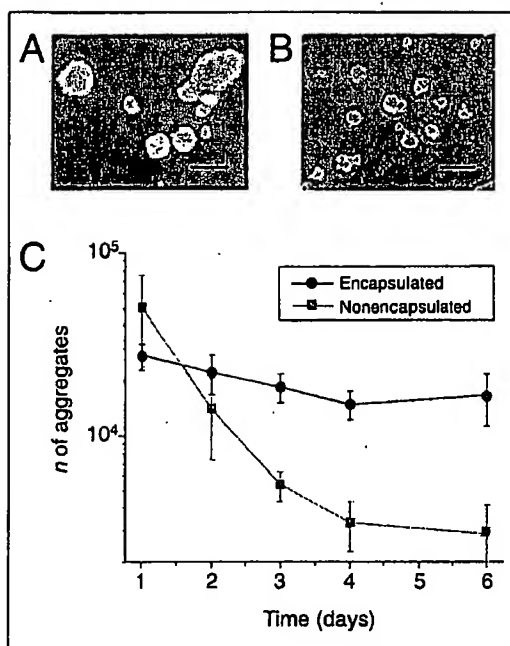 A
B
C
10⁵
Encapsulated
Nonencapsulated
n of aggregates
10⁴
1 2 3 4 5 6
Time (days)